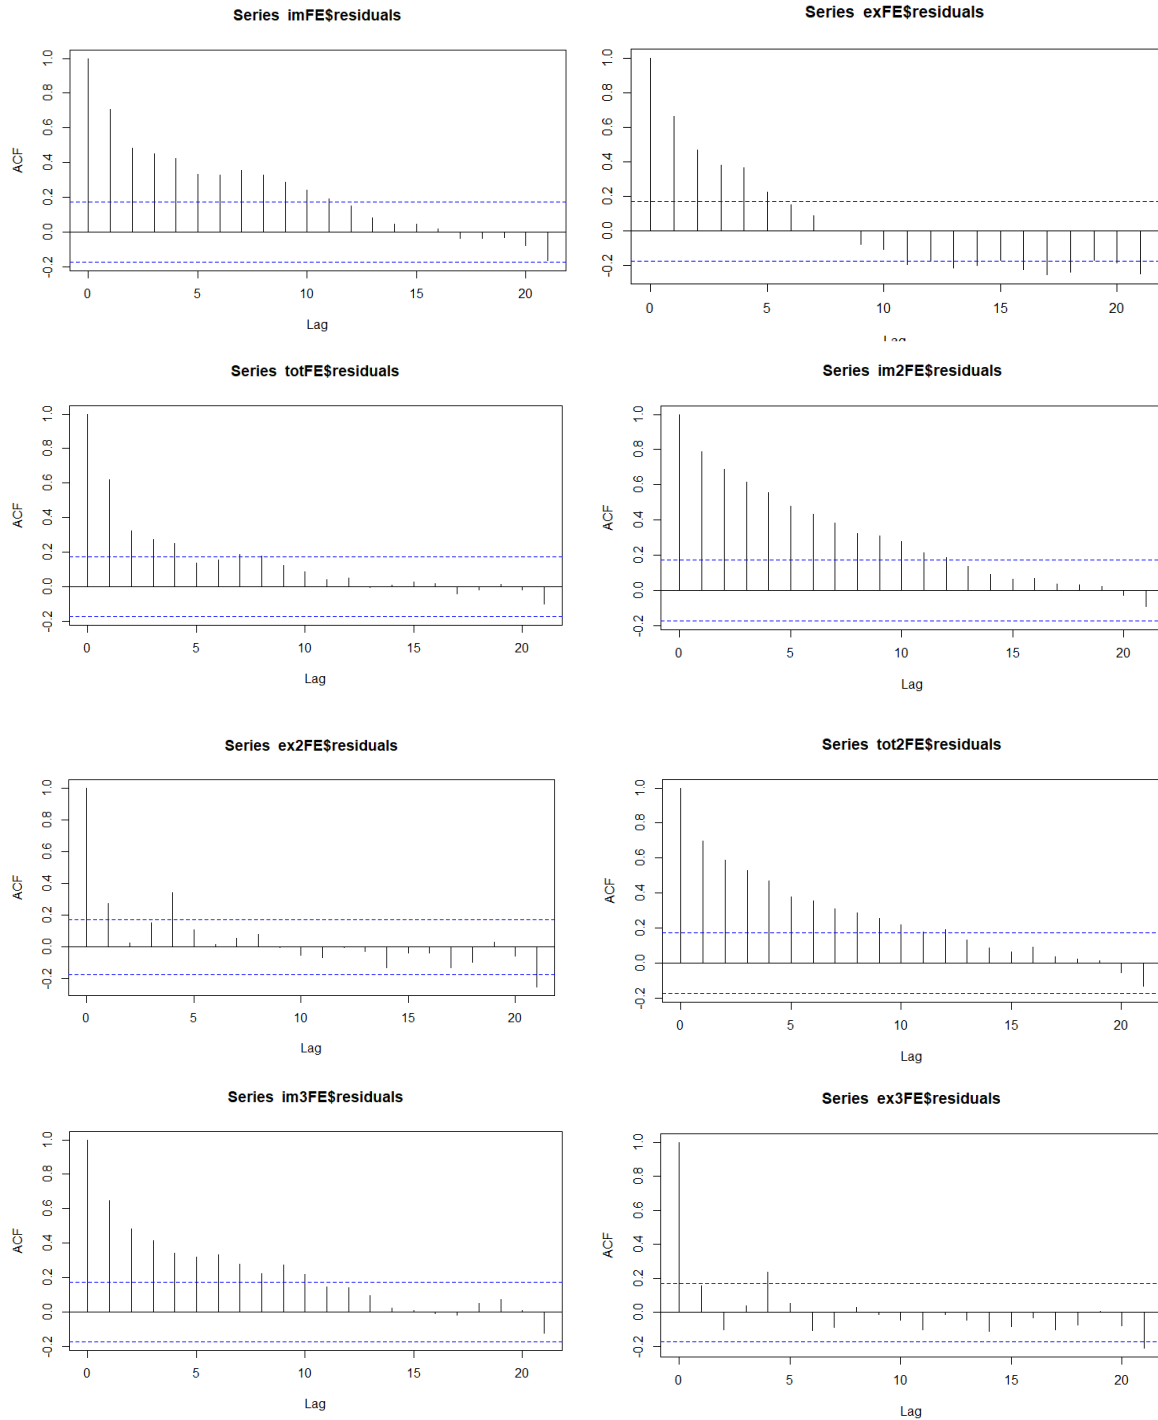 Series imFE$residuals
ACF
1.0
0.8
0.6
0.4
0.2
0.0
-0.2
0 5 10 15 20
Lag
Series exFE$residuals
1.0
0.8
0.6
0.4
0.2
0.0
-0.2
0 5 10 15 20
Lag
Series totFE$residuals
ACF
1.0
0.8
0.6
0.4
0.2
0.0
-0.2
0 5 10 15 20
Lag
Series im2FE$residuals
ACF
1.0
0.8
0.6
0.4
0.2
0.0
-0.2
0 5 10 15 20
Lag
Series ex2FE$residuals
ACF
1.0
0.8
0.6
0.4
0.2
0.0
-0.2
0 5 10 15 20
Lag
Series tot2FE$residuals
ACF
1.0
0.8
0.6
0.4
0.2
0.0
-0.2
0 5 10 15 20
Lag
Series im3FE$residuals
ACF
1.0
0.8
0.6
0.4
0.2
0.0
-0.2
0 5 10 15 20
Lag
Series ex3FE$residuals
ACF
1.0
0.8
0.6
0.4
0.2
0.0
-0.2
0 5 10 15 20
Lag